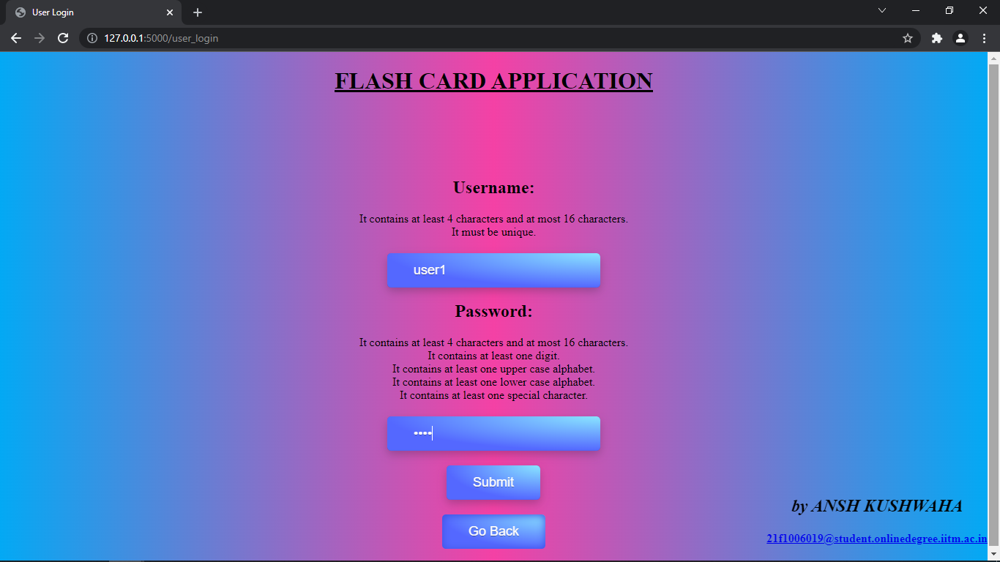 User Login
127.0.0.1:5000/user_login
FLASH CARD APPLICATION
Username:
It contains at least 4 characters and at most 16 characters.
It must be unique.
user1
Password:
It contains at least 4 characters and at most 16 characters.
It contains at least one digit.
It contains at least one upper case alphabet.
It contains at least one lower case alphabet.
It contains at least one special character.
••••
Submit
Go Back
by ANSH KUSHWAHA
21f1006019@student.onlinedegree.iitm.ac.in